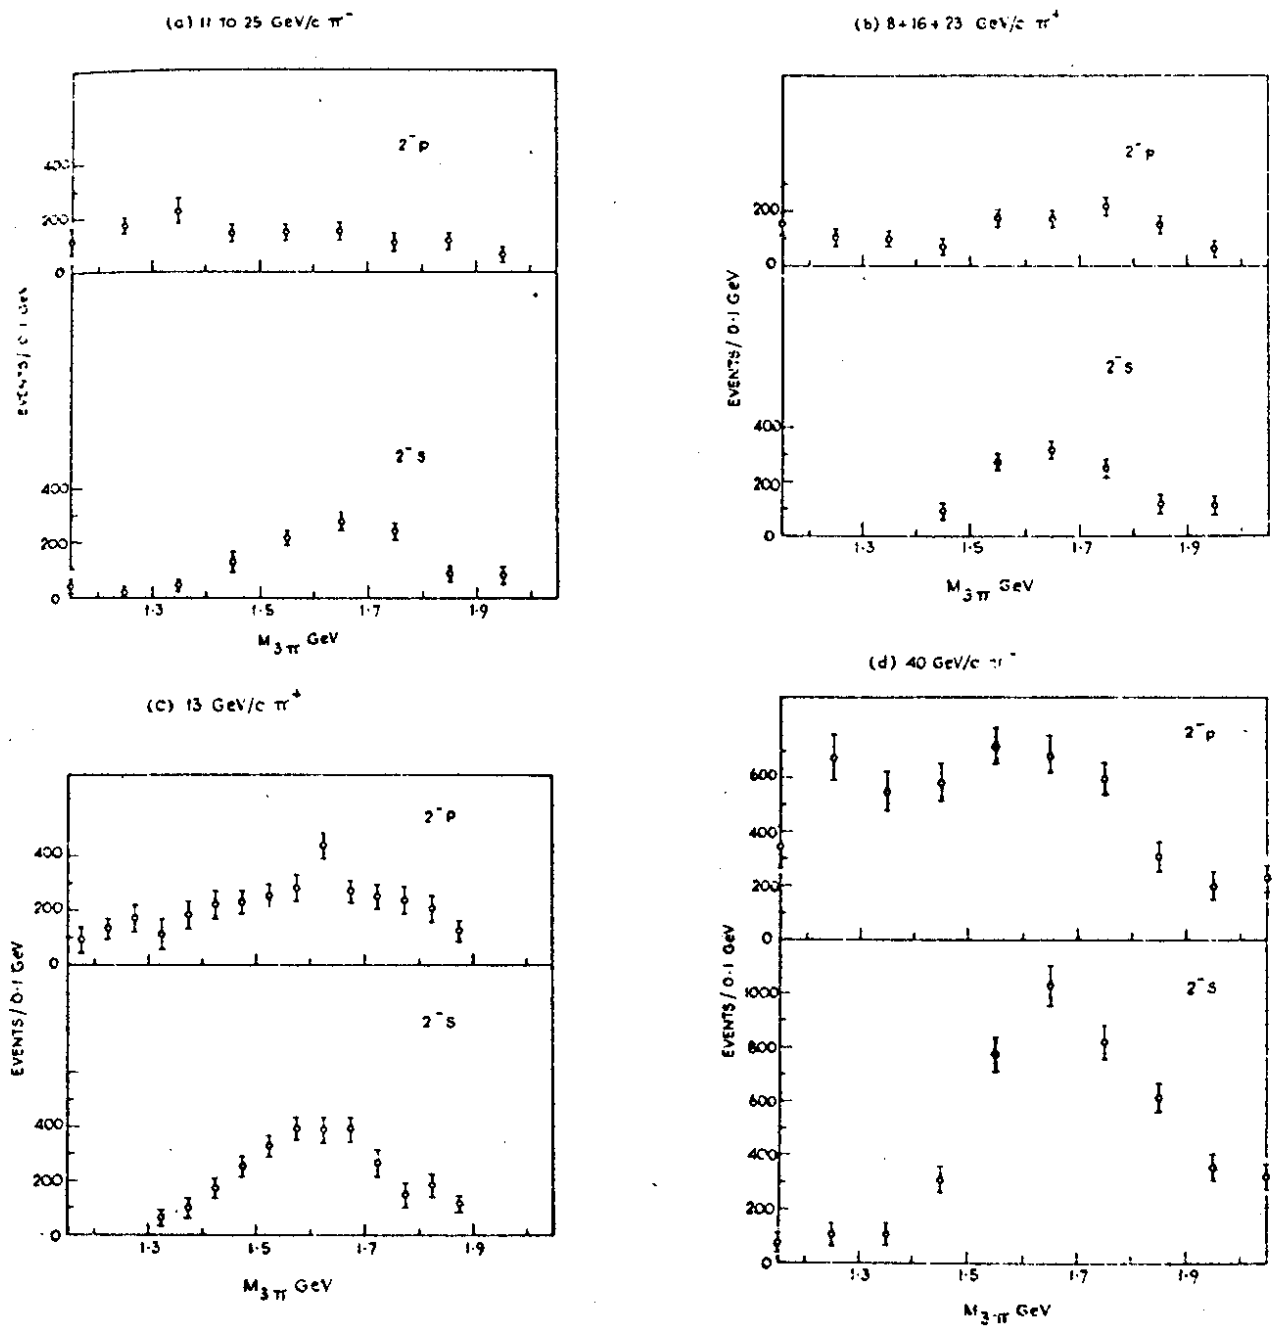 (a) 11 TO 25 GeV/c π⁻
2⁻p
400
200
0
EVENTS / 0·1 GeV
2⁻s
400
200
0
1·3 1·5 1·7 1·9
M3π GeV
(b) 8+16+23 GeV/c π⁺
2⁻p
200
0
EVENTS / 0·1 GeV
2⁻s
400
200
0
1·3 1·5 1·7 1·9
M3π GeV
(c) 13 GeV/c π⁺
2⁻p
400
200
0
EVENTS / 0·1 GeV
2⁻s
400
200
0
1·3 1·5 1·7 1·9
M3π GeV
(d) 40 GeV/c π⁻
2⁻p
600
400
200
0
EVENTS / 0·1 GeV
2⁻s
1000
800
600
400
200
0
1·3 1·5 1·7 1·9
M3π GeV